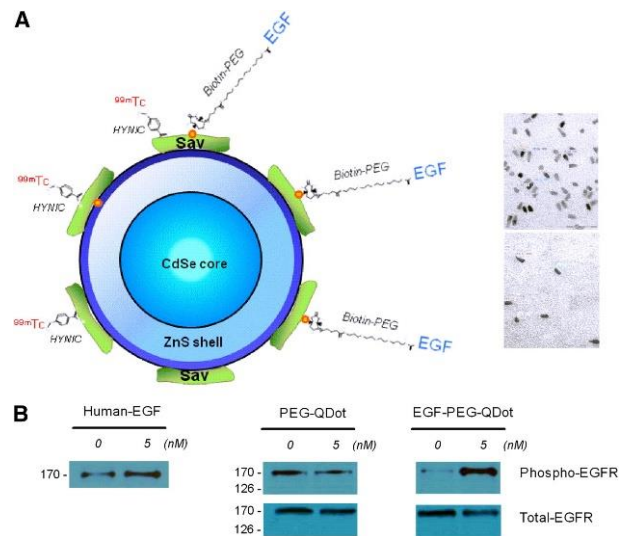 A
EGF
Biotin-PEG
99mTc
HYNIC
Sav
99mTc
HYNIC
Biotin-PEG
EGF
CdSe core
99mTc
HYNIC
ZnS shell
Biotin-PEG
EGF
Sav
B
Human-EGF PEG-QDot EGF-PEG-QDot
0 5 (nM) 0 5 (nM) 0 5 (nM)
170 - 170 - Phospho-EGFR
126 -
170 - Total-EGFR
126 -